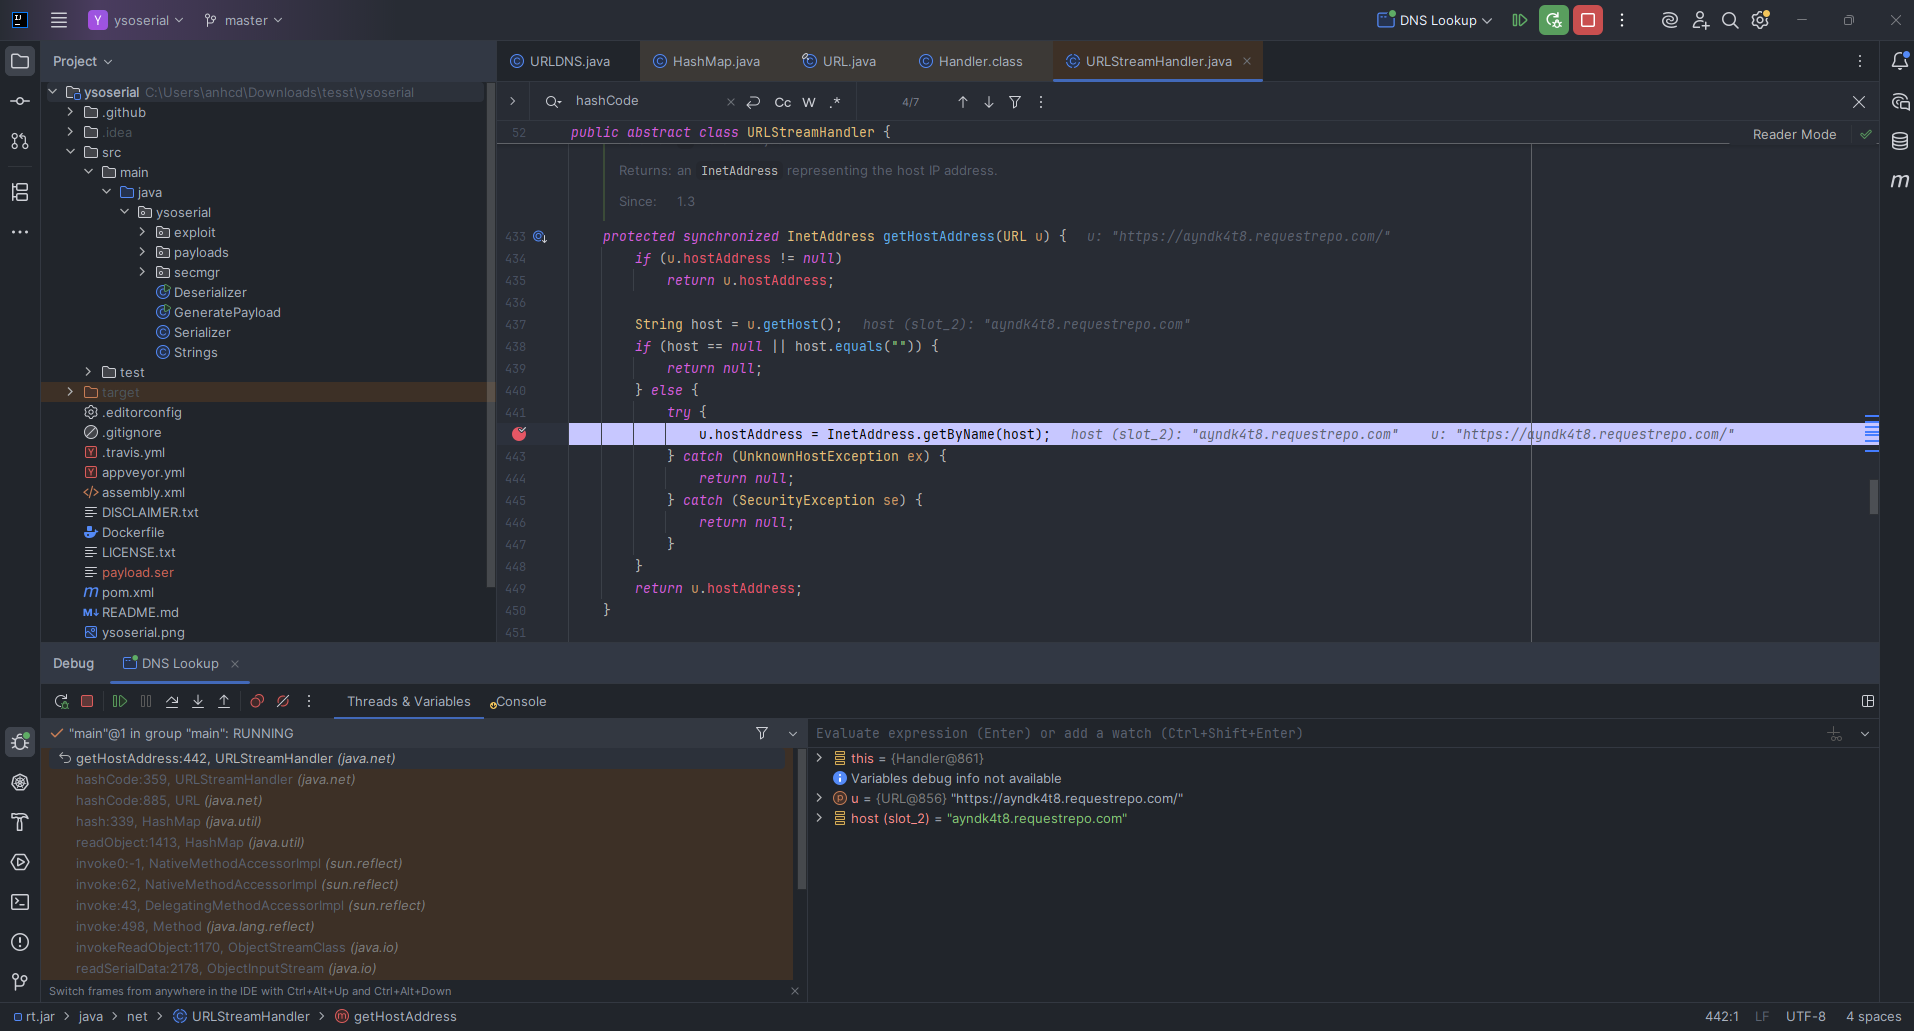 Y ysoserial master DNS Lookup
Project
URLDNS.java HashMap.java URL.java Handler.class URLStreamHandler.java
ysoserial C:\Users\anhcd\Downloads\tesst\ysoserial
.github
.idea
src
main
java
ysoserial
exploit
payloads
secmgr
Deserializer
GeneratePayload
Serializer
Strings
test
target
.editorconfig
.gitignore
.travis.yml
appveyor.yml
assembly.xml
DISCLAIMER.txt
Dockerfile
LICENSE.txt
payload.ser
pom.xml
README.md
ysoserial.png
hashCode Cc W .* 4/7
52 public abstract class URLStreamHandler {
Reader Mode
Returns: an InetAddress representing the host IP address.
Since: 1.3
433 protected synchronized InetAddress getHostAddress(URL u) { u: "https://ayndk4t8.requestrepo.com/"
434 if (u.hostAddress != null)
435 return u.hostAddress;
436
437 String host = u.getHost(); host (slot_2): "ayndk4t8.requestrepo.com"
438 if (host == null || host.equals("")) {
439 return null;
440 } else {
441 try {
u.hostAddress = InetAddress.getByName(host); host (slot_2): "ayndk4t8.requestrepo.com" u: "https://ayndk4t8.requestrepo.com/"
443 } catch (UnknownHostException ex) {
444 return null;
445 } catch (SecurityException se) {
446 return null;
447 }
448 }
449 return u.hostAddress;
450 }
451
Debug DNS Lookup
Threads & Variables Console
"main"@1 in group "main": RUNNING
getHostAddress:442, URLStreamHandler (java.net)
hashCode:359, URLStreamHandler (java.net)
hashCode:885, URL (java.net)
hash:339, HashMap (java.util)
readObject:1413, HashMap (java.util)
invoke0:-1, NativeMethodAccessorImpl (sun.reflect)
invoke:62, NativeMethodAccessorImpl (sun.reflect)
invoke:43, DelegatingMethodAccessorImpl (sun.reflect)
invoke:498, Method (java.lang.reflect)
invokeReadObject:1170, ObjectStreamClass (java.io)
readSerialData:2178, ObjectInputStream (java.io)
Switch frames from anywhere in the IDE with Ctrl+Alt+Up and Ctrl+Alt+Down
Evaluate expression (Enter) or add a watch (Ctrl+Shift+Enter)
this = {Handler@861}
Variables debug info not available
u = {URL@856} "https://ayndk4t8.requestrepo.com/"
host (slot_2) = "ayndk4t8.requestrepo.com"
rt.jar java net URLStreamHandler getHostAddress
442:1 LF UTF-8 4 spaces